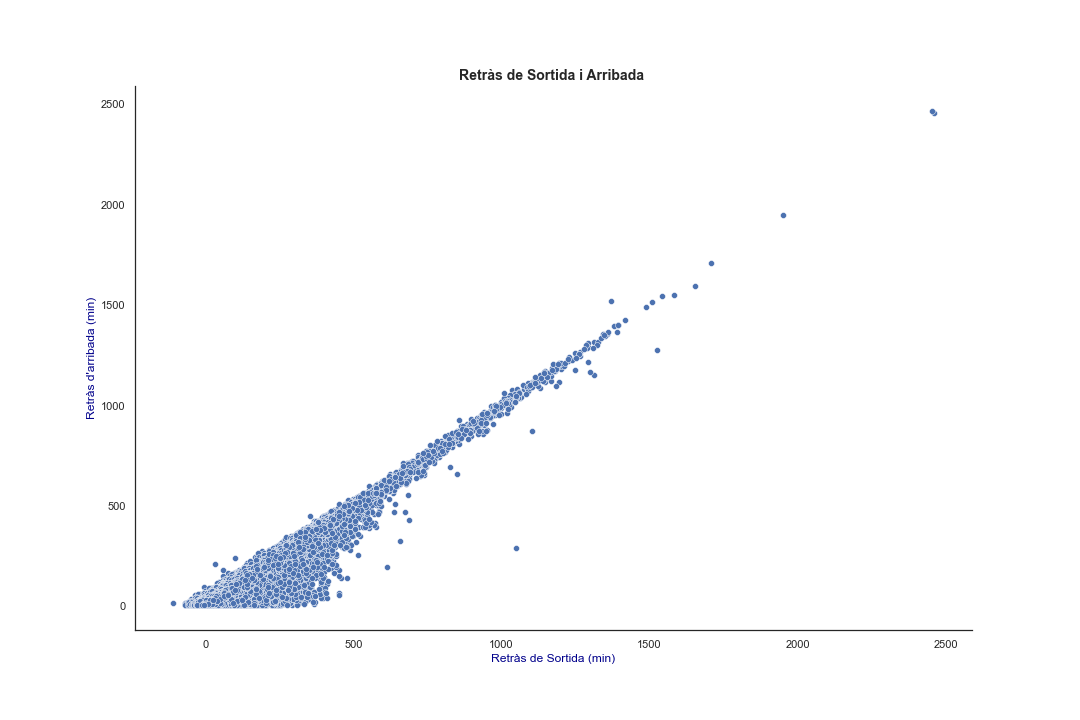 Retràs de Sortida i Arribada
2500
2000
1500
1000
500
0
Retràs d'arribada (min)
0 500 1000 1500 2000 2500
Retràs de Sortida (min)